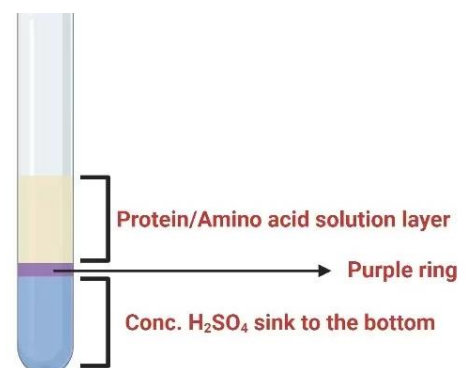 Protein/Amino acid solution layer
Purple ring
Conc. H₂SO₄ sink to the bottom